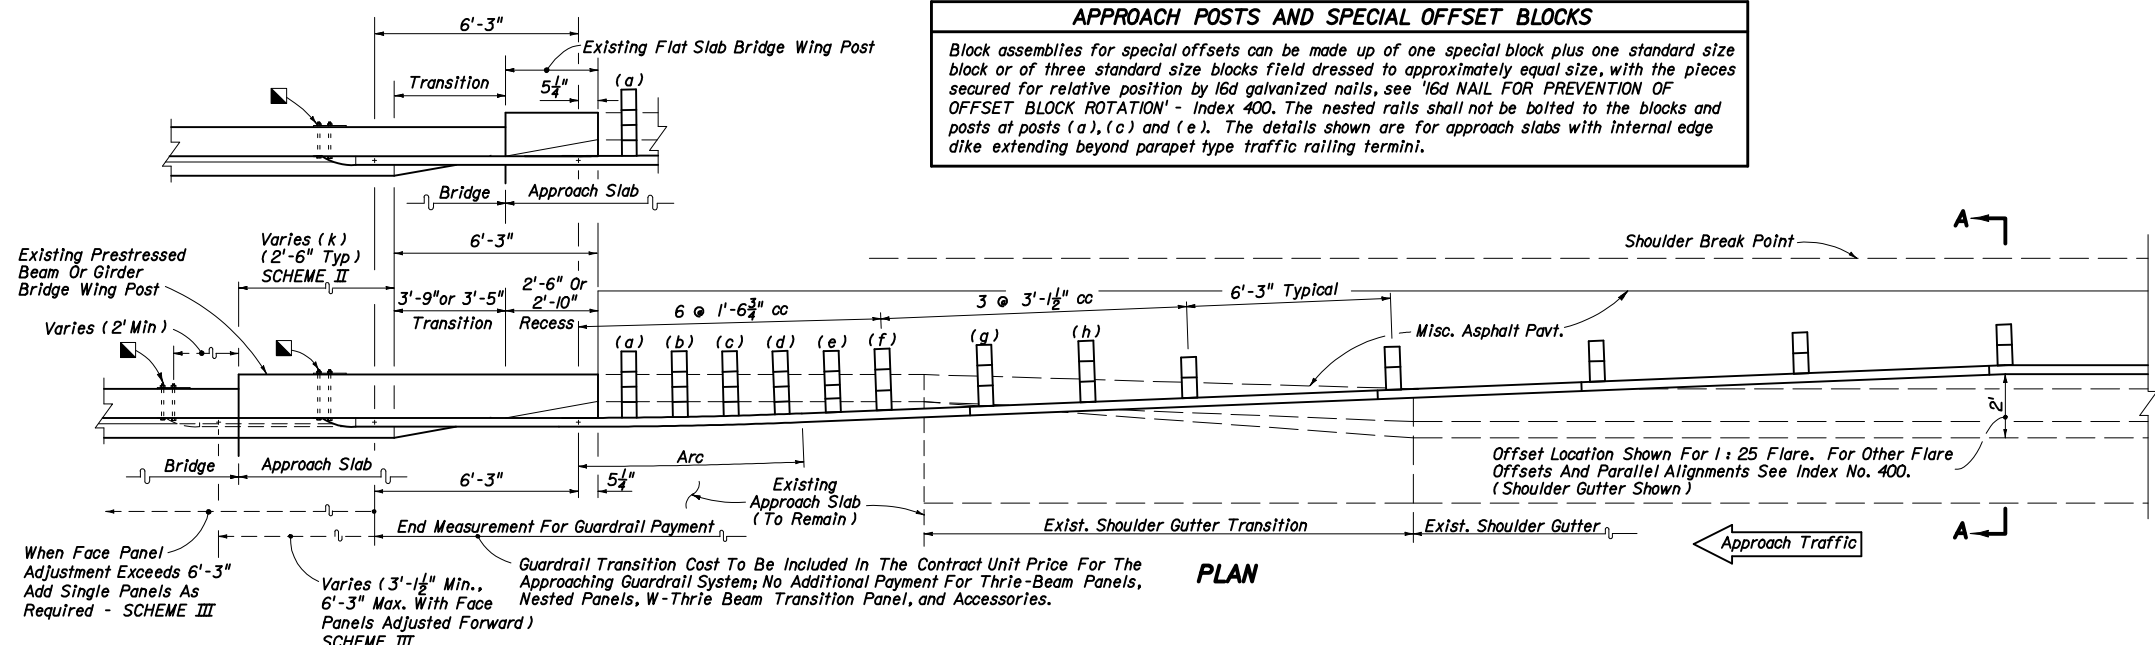 6'-3"
Existing Flat Slab Bridge Wing Post
Transition
5¼"
(a)
Bridge
Approach Slab
APPROACH POSTS AND SPECIAL OFFSET BLOCKS
Block assemblies for special offsets can be made up of one special block plus one standard size
block or of three standard size blocks field dressed to approximately equal size, with the pieces
secured for relative position by 16d galvanized nails, see '16d NAIL FOR PREVENTION OF
OFFSET BLOCK ROTATION' - Index 400. The nested rails shall not be bolted to the blocks and
posts at posts (a),(c) and (e). The details shown are for approach slabs with internal edge
dike extending beyond parapet type traffic railing termini.
Existing Prestressed
Beam Or Girder
Bridge Wing Post
Varies (k)
(2'-6" Typ)
SCHEME II
6'-3"
Varies (2' Min)
3'-9"or 3'-5"
Transition
2'-6" Or
2'-10"
Recess
6 @ 1'-6¾" cc
3 @ 3'-1½" cc
6'-3" Typical
Shoulder Break Point
A
Misc. Asphalt Pavt.
(a)
(b)
(c)
(d)
(e)
(f)
(g)
(h)
2'
Bridge
Approach Slab
6'-3"
Arc
5¼"
Existing
Approach Slab
(To Remain)
Offset Location Shown For 1 : 25 Flare. For Other Flare
Offsets And Parallel Alignments See Index No. 400.
(Shoulder Gutter Shown)
End Measurement For Guardrail Payment
Exist. Shoulder Gutter Transition
Exist. Shoulder Gutter
A
Approach Traffic
When Face Panel
Adjustment Exceeds 6'-3"
Add Single Panels As
Required - SCHEME III
Varies (3'-1½" Min.,
6'-3" Max. With Face
Panels Adjusted Forward)
SCHEME III
Guardrail Transition Cost To Be Included In The Contract Unit Price For The
Approaching Guardrail System; No Additional Payment For Thrie-Beam Panels,
Nested Panels, W-Thrie Beam Transition Panel, and Accessories.
PLAN